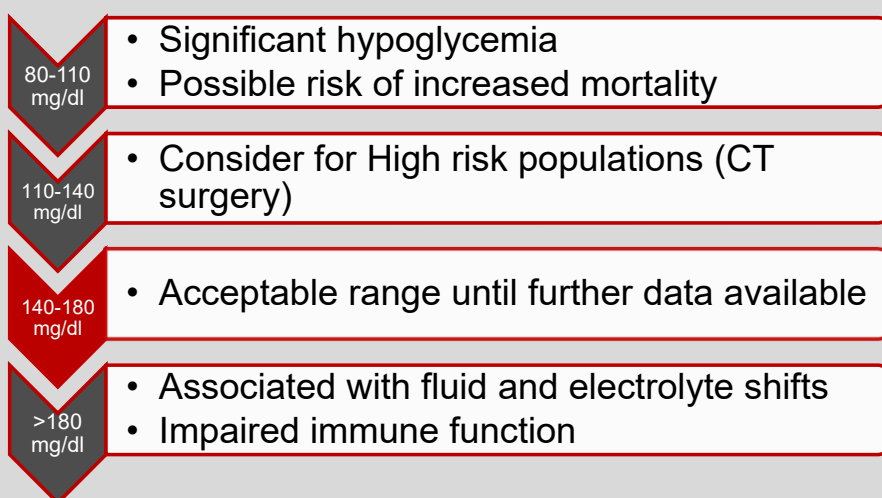 80-110
mg/dl
• Significant hypoglycemia
• Possible risk of increased mortality
110-140
mg/dl
• Consider for High risk populations (CT
surgery)
140-180
mg/dl
• Acceptable range until further data available
>180
mg/dl
• Associated with fluid and electrolyte shifts
• Impaired immune function